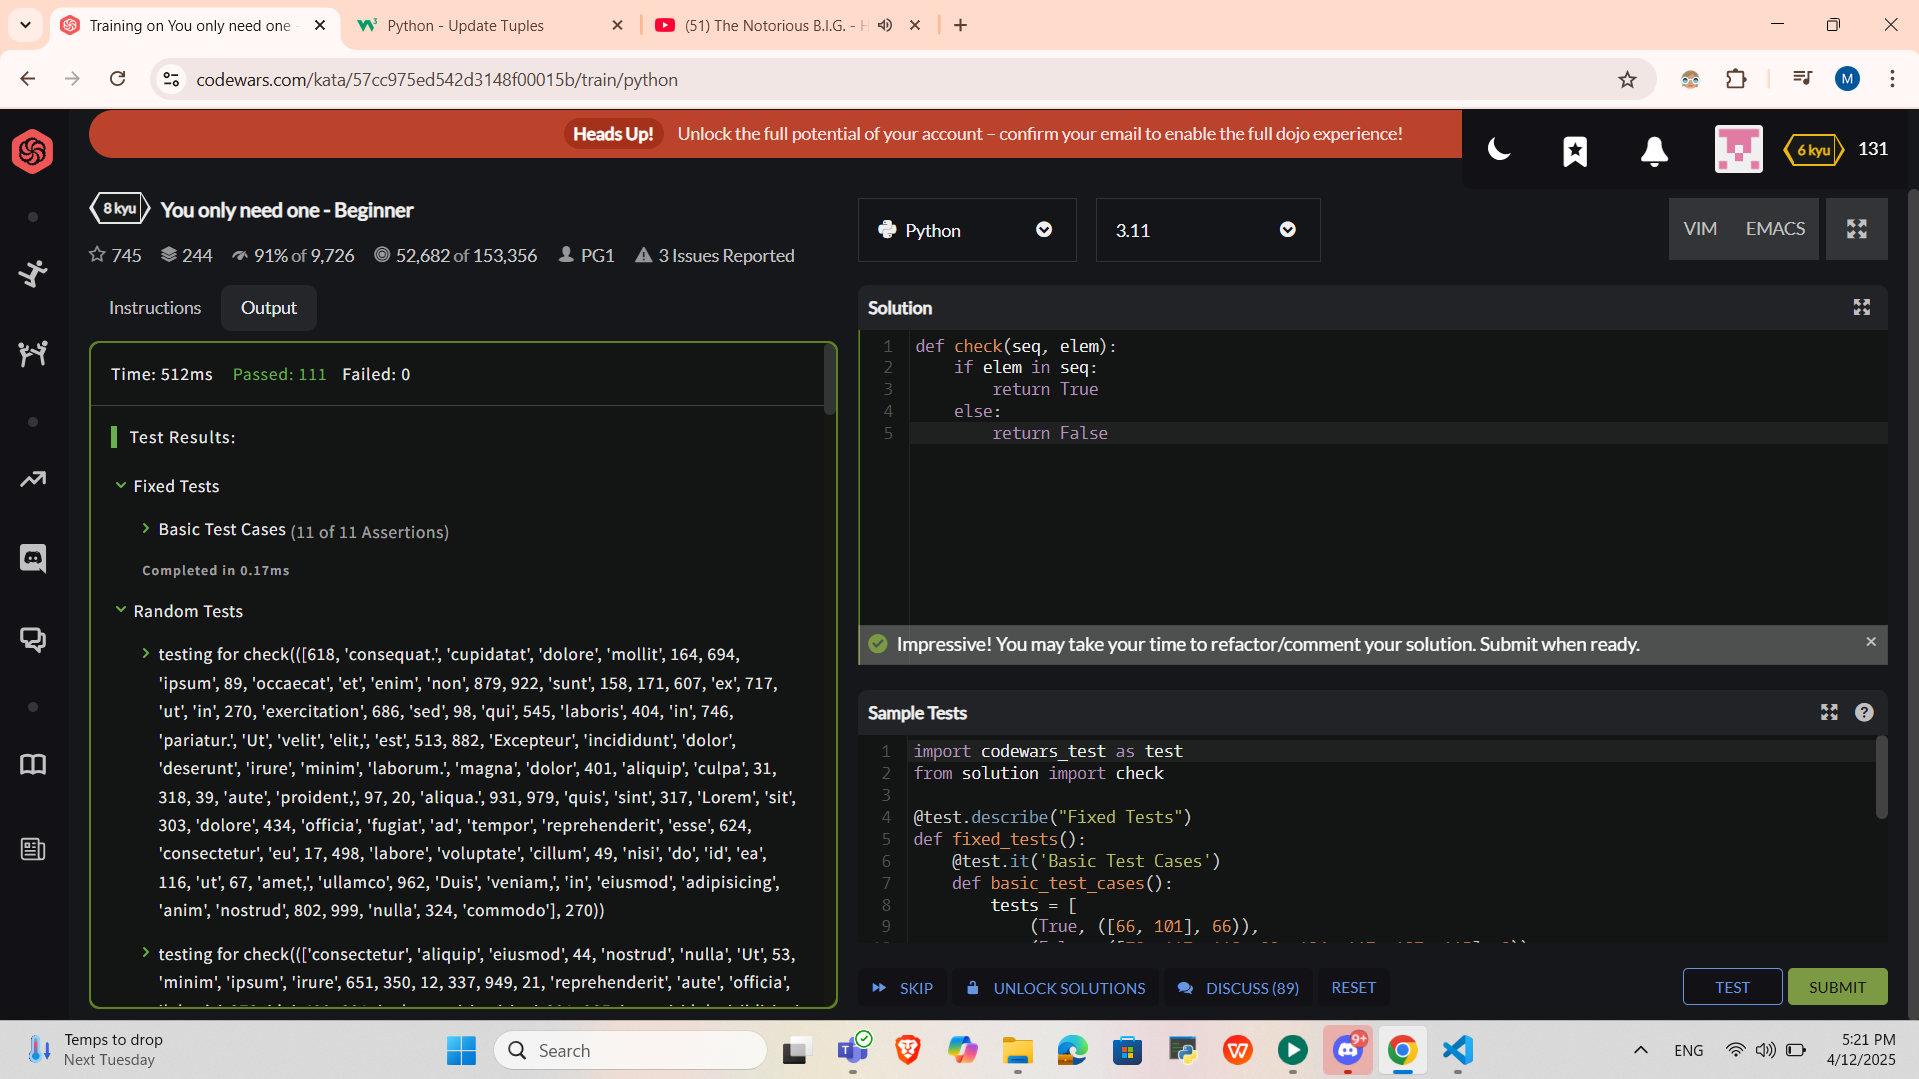 Training on You only need one
Python - Update Tuples
(51) The Notorious B.I.G. - H
codewars.com/kata/57cc975ed542d3148f00015b/train/python
M
Heads Up! Unlock the full potential of your account – confirm your email to enable the full dojo experience!
6 kyu 131
8 kyu You only need one - Beginner
745 244 91% of 9,726 52,682 of 153,356 PG1 3 Issues Reported
Python
3.11
VIM EMACS
Instructions Output
Time: 512ms Passed: 111 Failed: 0
Test Results:
Fixed Tests
Basic Test Cases (11 of 11 Assertions)
Completed in 0.17ms
Random Tests
testing for check(([618, 'consequat.', 'cupidatat', 'dolore', 'mollit', 164, 694,
'ipsum', 89, 'occaecat', 'et', 'enim', 'non', 879, 922, 'sunt', 158, 171, 607, 'ex', 717,
'ut', 'in', 270, 'exercitation', 686, 'sed', 98, 'qui', 545, 'laboris', 404, 'in', 746,
'pariatur.', 'Ut', 'velit', 'elit,', 'est', 513, 882, 'Excepteur', 'incididunt', 'dolor',
'deserunt', 'irure', 'minim', 'laborum.', 'magna', 'dolor', 401, 'aliquip', 'culpa', 31,
318, 39, 'aute', 'proident,', 97, 20, 'aliqua.', 931, 979, 'quis', 'sint', 317, 'Lorem', 'sit',
303, 'dolore', 434, 'officia', 'fugiat', 'ad', 'tempor', 'reprehenderit', 'esse', 624,
'consectetur', 'eu', 17, 498, 'labore', 'voluptate', 'cillum', 49, 'nisi', 'do', 'id', 'ea',
116, 'ut', 67, 'amet,', 'ullamco', 962, 'Duis', 'veniam,', 'in', 'eiusmod', 'adipisicing',
'anim', 'nostrud', 802, 999, 'nulla', 324, 'commodo'], 270))
testing for check((['consectetur', 'aliquip', 'eiusmod', 44, 'nostrud', 'nulla', 'Ut', 53,
'minim', 'ipsum', 'irure', 651, 350, 12, 337, 949, 21, 'reprehenderit', 'aute', 'officia',
Solution
1 def check(seq, elem):
2 if elem in seq:
3 return True
4 else:
5 return False
Impressive! You may take your time to refactor/comment your solution. Submit when ready.
Sample Tests
1 import codewars_test as test
2 from solution import check
3
4 @test.describe("Fixed Tests")
5 def fixed_tests():
6 @test.it('Basic Test Cases')
7 def basic_test_cases():
8 tests = [
9 (True, ([66, 101], 66)),
SKIP UNLOCK SOLUTIONS DISCUSS (89) RESET
TEST SUBMIT
Temps to drop
Next Tuesday
Search
9+
ENG
5:21 PM
4/12/2025